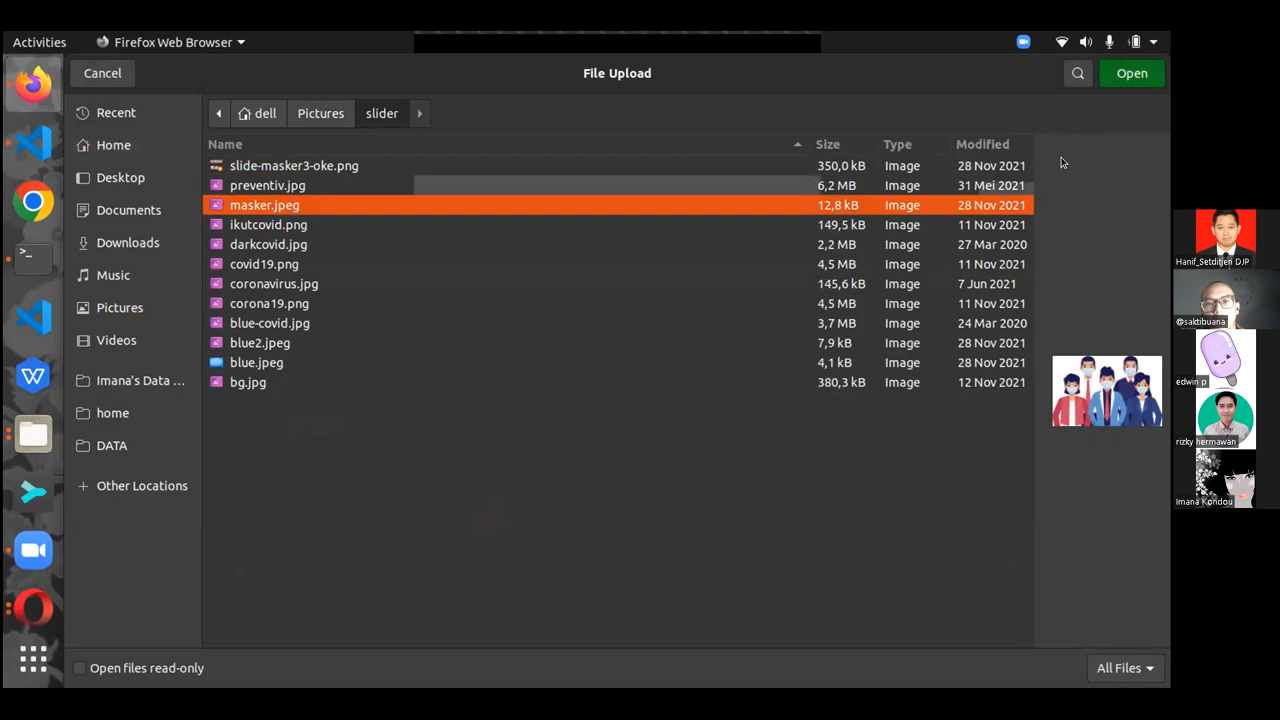 Activities
Firefox Web Browser
Cancel
File Upload
Open
Recent
Home
Desktop
Documents
Downloads
Music
Pictures
Videos
Imana's Data ...
home
DATA
Other Locations
dell
Pictures
slider
Name Size Type Modified
slide-masker3-oke.png 350,0 kB Image 28 Nov 2021
preventiv.jpg 6,2 MB Image 31 Mei 2021
masker.jpeg 12,8 kB Image 28 Nov 2021
ikutcovid.png 149,5 kB Image 11 Nov 2021
darkcovid.jpg 2,2 MB Image 27 Mar 2020
covid19.png 4,5 MB Image 11 Nov 2021
coronavirus.jpg 145,6 kB Image 7 Jun 2021
corona19.png 4,5 MB Image 11 Nov 2021
blue-covid.jpg 3,7 MB Image 24 Mar 2020
blue2.jpeg 7,9 kB Image 28 Nov 2021
blue.jpeg 4,1 kB Image 28 Nov 2021
bg.jpg 380,3 kB Image 12 Nov 2021
Open files read-only
All Files
Hanif_Setditjen DJP
@saktibuana
edwin p
rizky hermawan
Imana Kondou